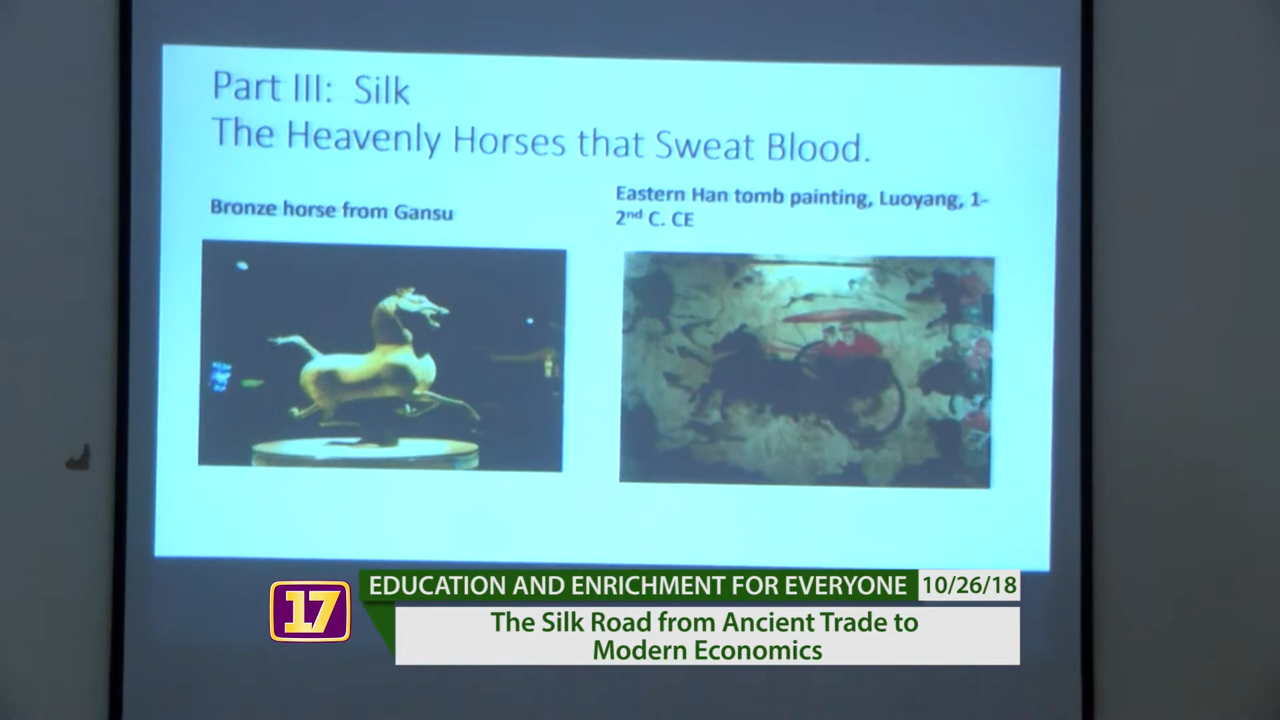 Part III: Silk
The Heavenly Horses that Sweat Blood.
Bronze horse from Gansu
Eastern Han tomb painting, Luoyang, 1-
2nd C. CE
17
EDUCATION AND ENRICHMENT FOR EVERYONE
10/26/18
The Silk Road from Ancient Trade to
Modern Economics